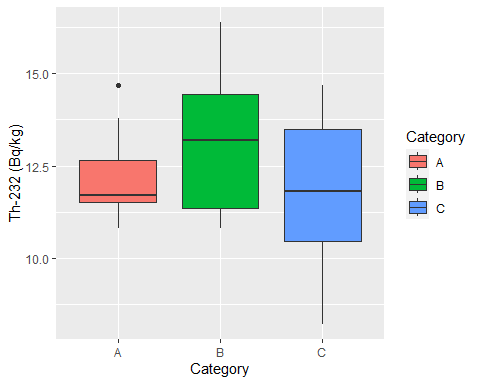 Th-232 (Bq/kg)
15.0
12.5
10.0
A
B
C
Category
Category
A
B
C